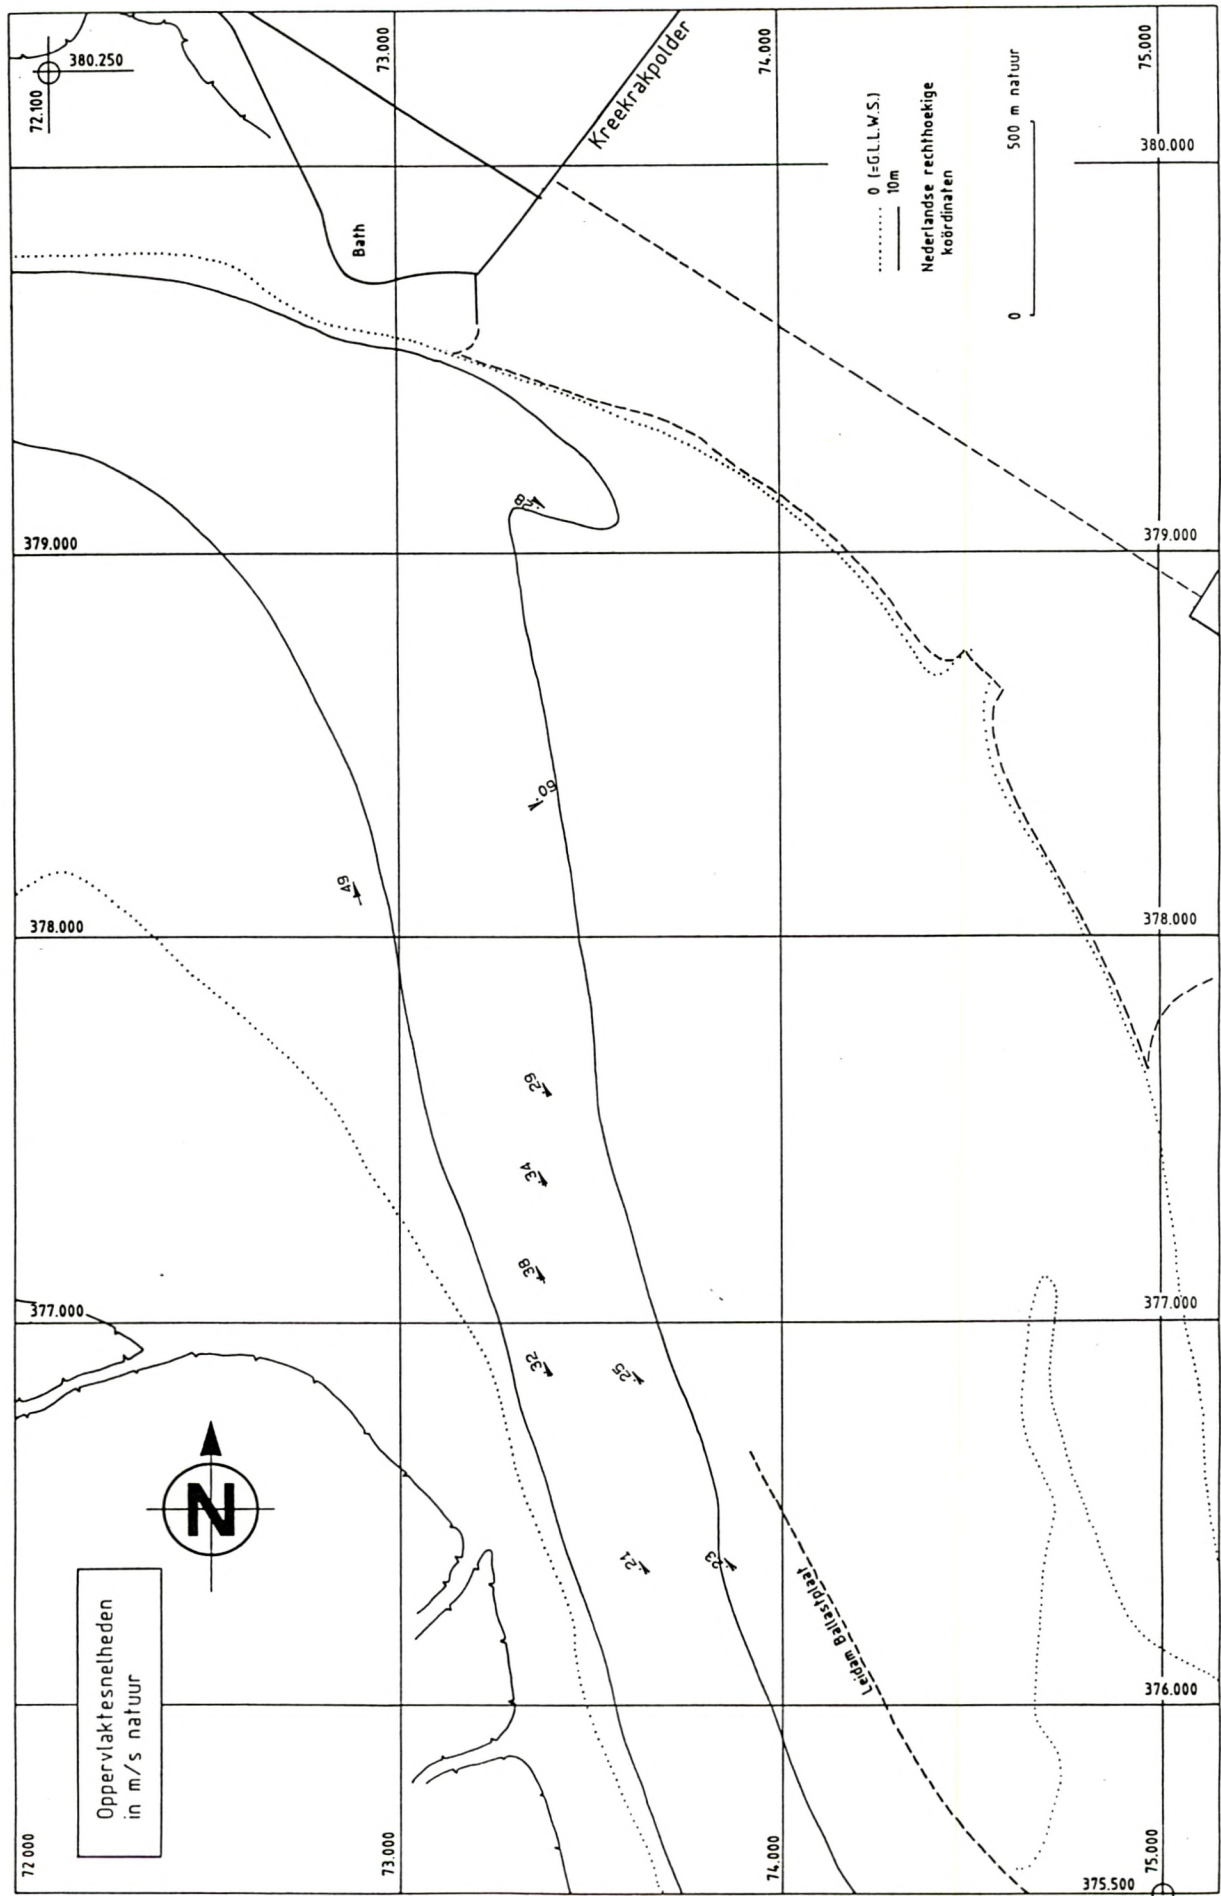 380.250
72.100
73.000
74.000
75.000
Kreekrakpolder
0 (=G.L.L.W.S.)
10m
Nederlandse rechthoekige
koördinaten
0
500 m natuur
380.000
Bath
379.000
379.000
.60
.49
378.000
378.000
.29
.34
.38
377.000
377.000
.32
.25
.21
.23
Leidam Ballastplaat
N
376.000
Oppervlaktesnelheden
in m/s natuur
72 000
73.000
74.000
75.000
375.500